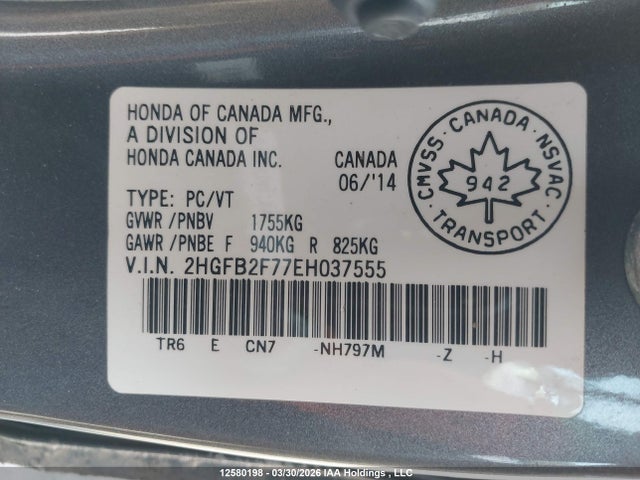 HONDA OF CANADA MFG.,
A DIVISION OF
HONDA CANADA INC.
CANADA
06/'14
TYPE: PC/VT
GVWR /PNBV 1755KG
GAWR /PNBE F 940KG R 825KG
V.I.N. 2HGFB2F77EH037555
TR6 E CN7 -NH797M -Z -H
CMVSS · CANADA · NSVAC
942
TRANSPORT
12580198 - 03/30/2026 IAA Holdings , LLC